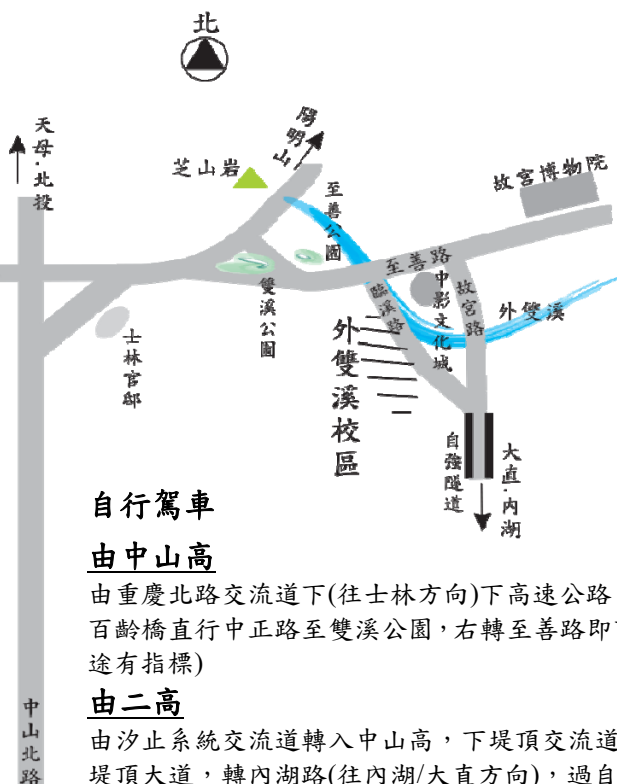 北
天母.北投
陽明山
芝山岩
至善公園
故宮博物院
至善路
雙溪公園
臨溪路
中影文化城
故宮路
外雙溪
士林官邸
外雙溪校區
自強隧道
大直.內湖
自行駕車
由中山高
由重慶北路交流道下(往士林方向)下高速公路
百齡橋直行中正路至雙溪公園，右轉至善路即
途有指標)
由二高
由汐止系統交流道轉入中山高，下堤頂交流道
堤頂大道，轉內湖路(往內湖/大直方向)，過自
中山北路